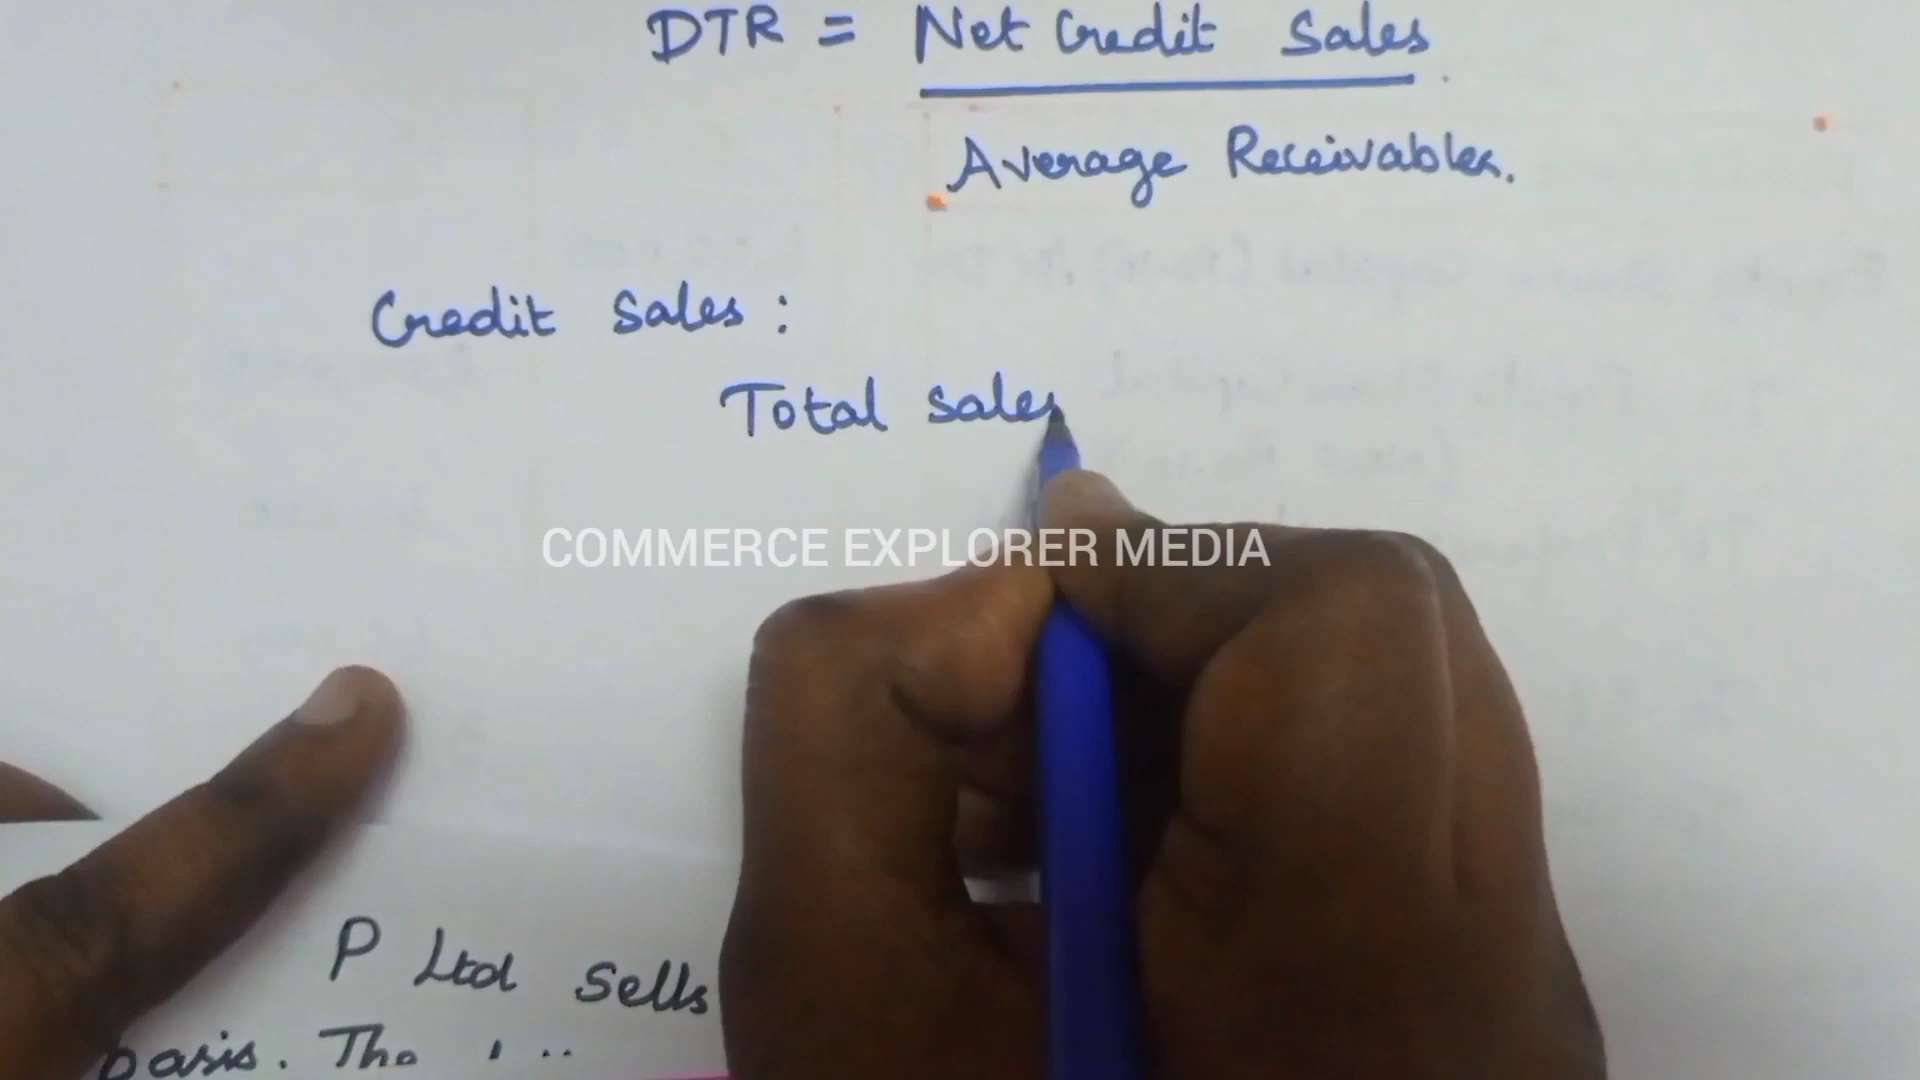 DTR = Net Credit Sales
Average Receivables.
Credit Sales :
Total sales
COMMERCE EXPLORER MEDIA
P Ltd sells
basis. The